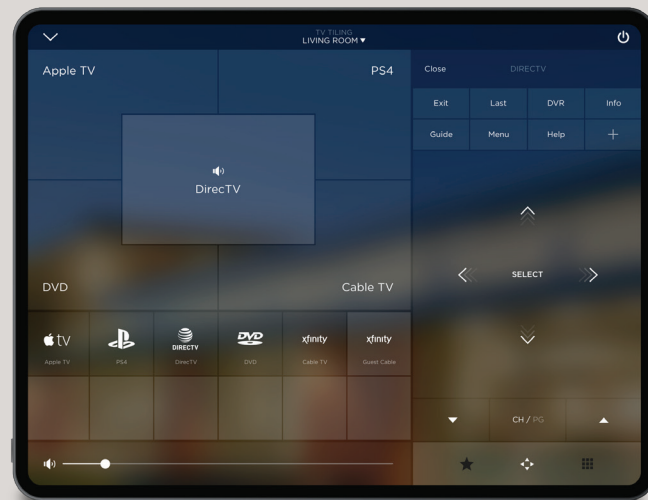 TV TILING
LIVING ROOM ▼
Apple TV
PS4
DirecTV
DVD
Cable TV
tv
DIRECTV
DVD
xfinity
xfinity
Apple TV
PS4
DirecTV
DVD
Cable TV
Guest Cable
Close
DIRECTV
Exit
Last
DVR
Info
Guide
Menu
Help
+
SELECT
CH / PG